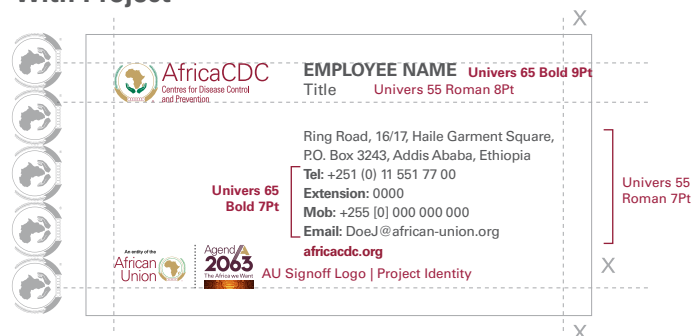 With Project
X
AfricaCDC
Centres for Disease Control
and Prevention
EMPLOYEE NAME
Univers 65 Bold 9Pt
Title
Univers 55 Roman 8Pt
Ring Road, 16/17, Haile Garment Square,
P.O. Box 3243, Addis Ababa, Ethiopia
Tel: +251 (0) 11 551 77 00
Extension: 0000
Mob: +255 [0] 000 000 000
Email: DoeJ@african-union.org
africacdc.org
Univers 65
Bold 7Pt
Univers 55
Roman 7Pt
An entity of the
African
Union
Agenda
2063
The Africa we Want
AU Signoff Logo | Project Identity
X
X